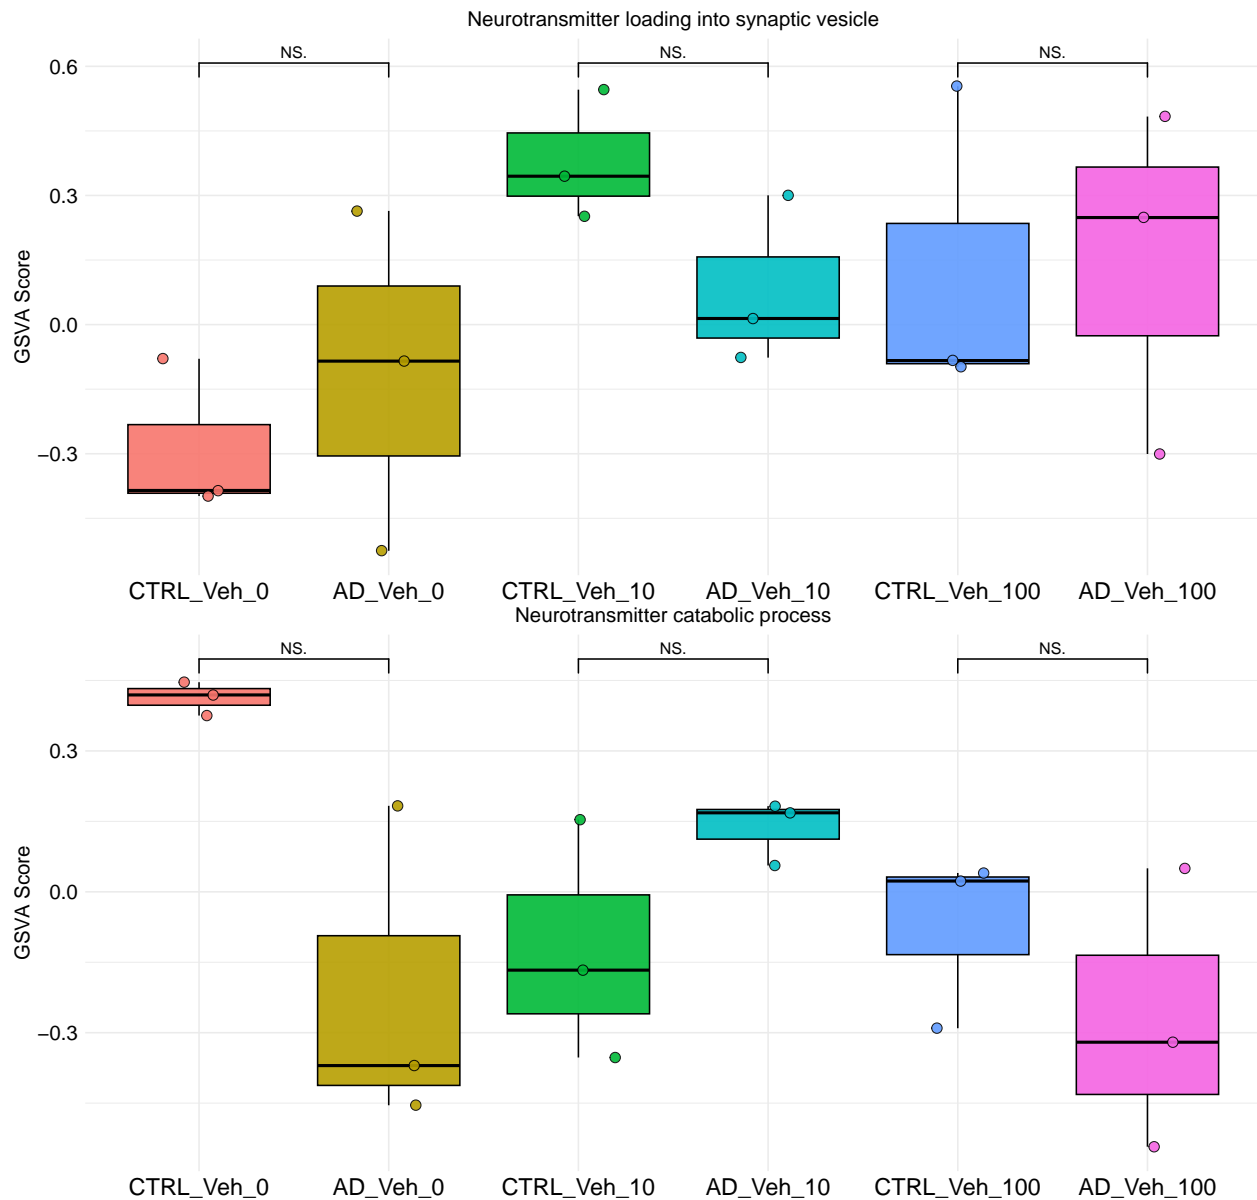 Neurotransmitter loading into synaptic vesicle
NS.
NS.
NS.
0.6
0.3
0.0
−0.3
GSVA Score
CTRL_Veh_0
AD_Veh_0
CTRL_Veh_10
AD_Veh_10
CTRL_Veh_100
AD_Veh_100
Neurotransmitter catabolic process
NS.
NS.
NS.
0.3
0.0
−0.3
GSVA Score
CTRL_Veh_0
AD_Veh_0
CTRL_Veh_10
AD_Veh_10
CTRL_Veh_100
AD_Veh_100